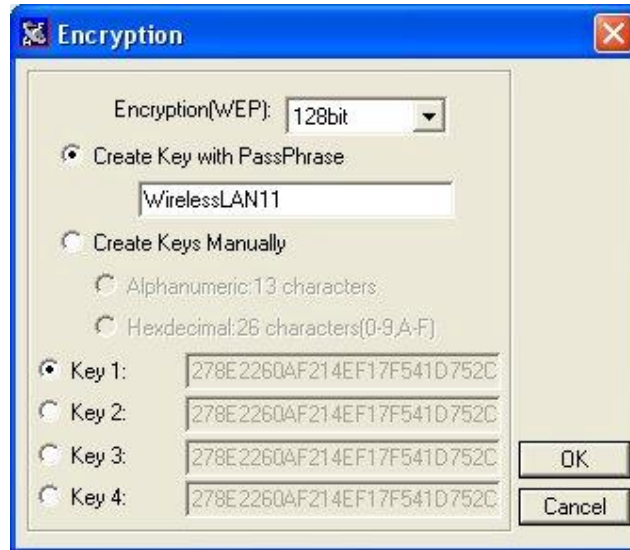 Encryption
Encryption(WEP): 128bit
Create Key with PassPhrase
WirelessLAN11
Create Keys Manually
Alphanumeric:13 characters
Hexdecimal:26 characters(0-9,A-F)
Key 1: 278E2260AF214EF17F541D752C
Key 2: 278E2260AF214EF17F541D752C
Key 3: 278E2260AF214EF17F541D752C
Key 4: 278E2260AF214EF17F541D752C
OK
Cancel